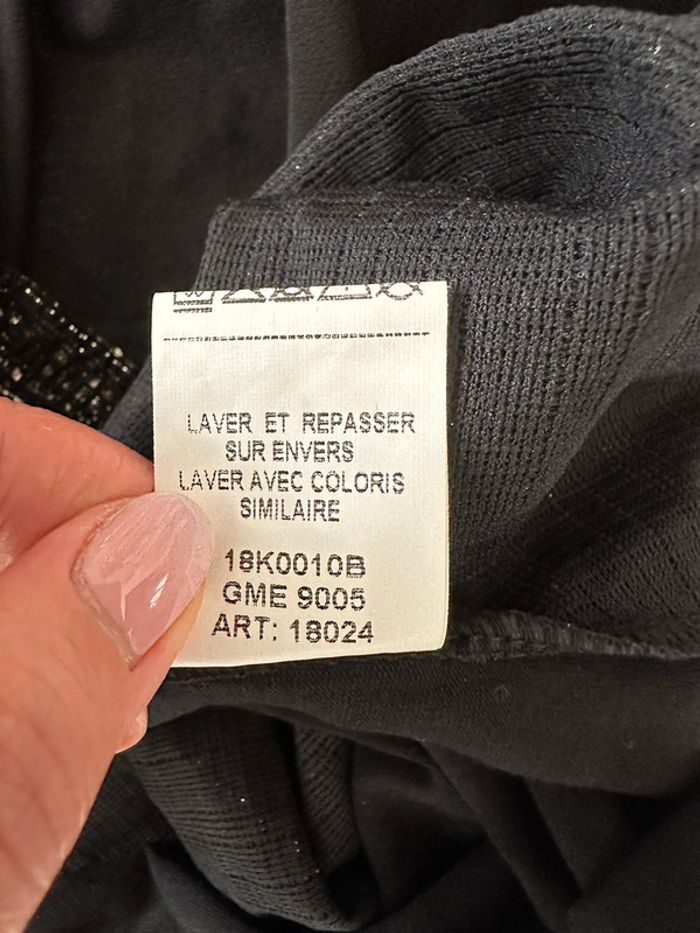 LAVER ET REPASSER
SUR ENVERS
LAVER AVEC COLORIS
SIMILAIRE
18K0010B
GME 9005
ART: 18024